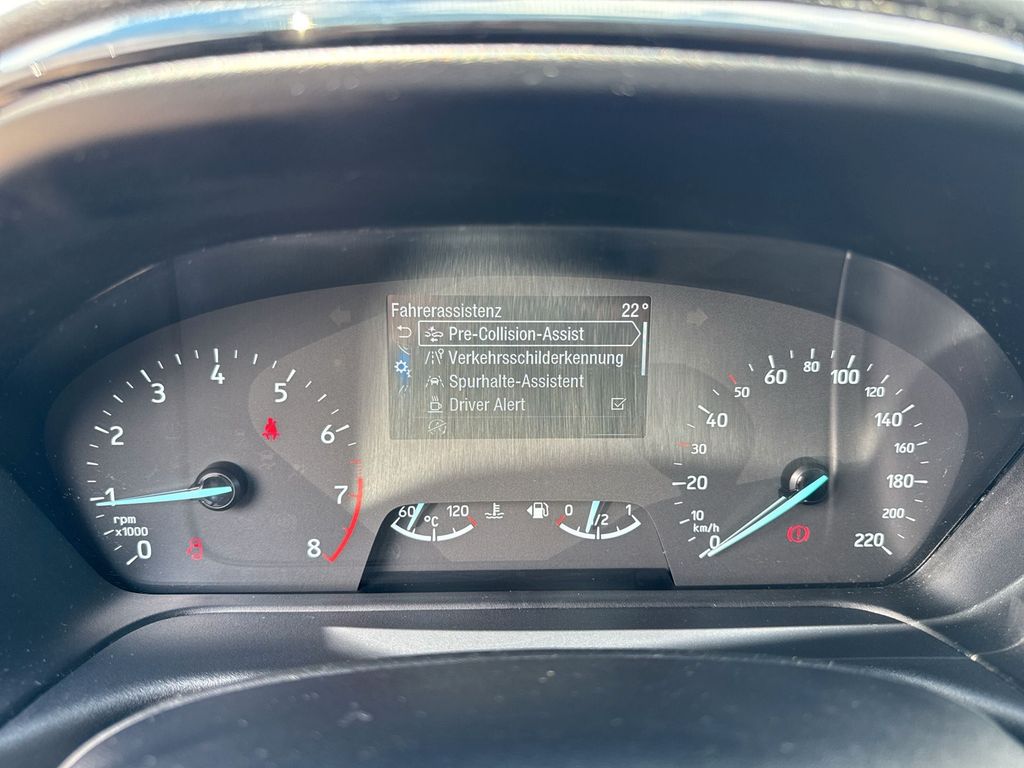 Fahrerassistenz 22°
Pre-Collision-Assist
Verkehrsschilderkennung
Spurhalte-Assistent
Driver Alert
0
1
2
3
4
5
6
7
8
rpm
x1000
60 °C 120
0 1/2 1
0
10
20
30
40
50
60
80
100
120
140
160
180
200
220
km/h